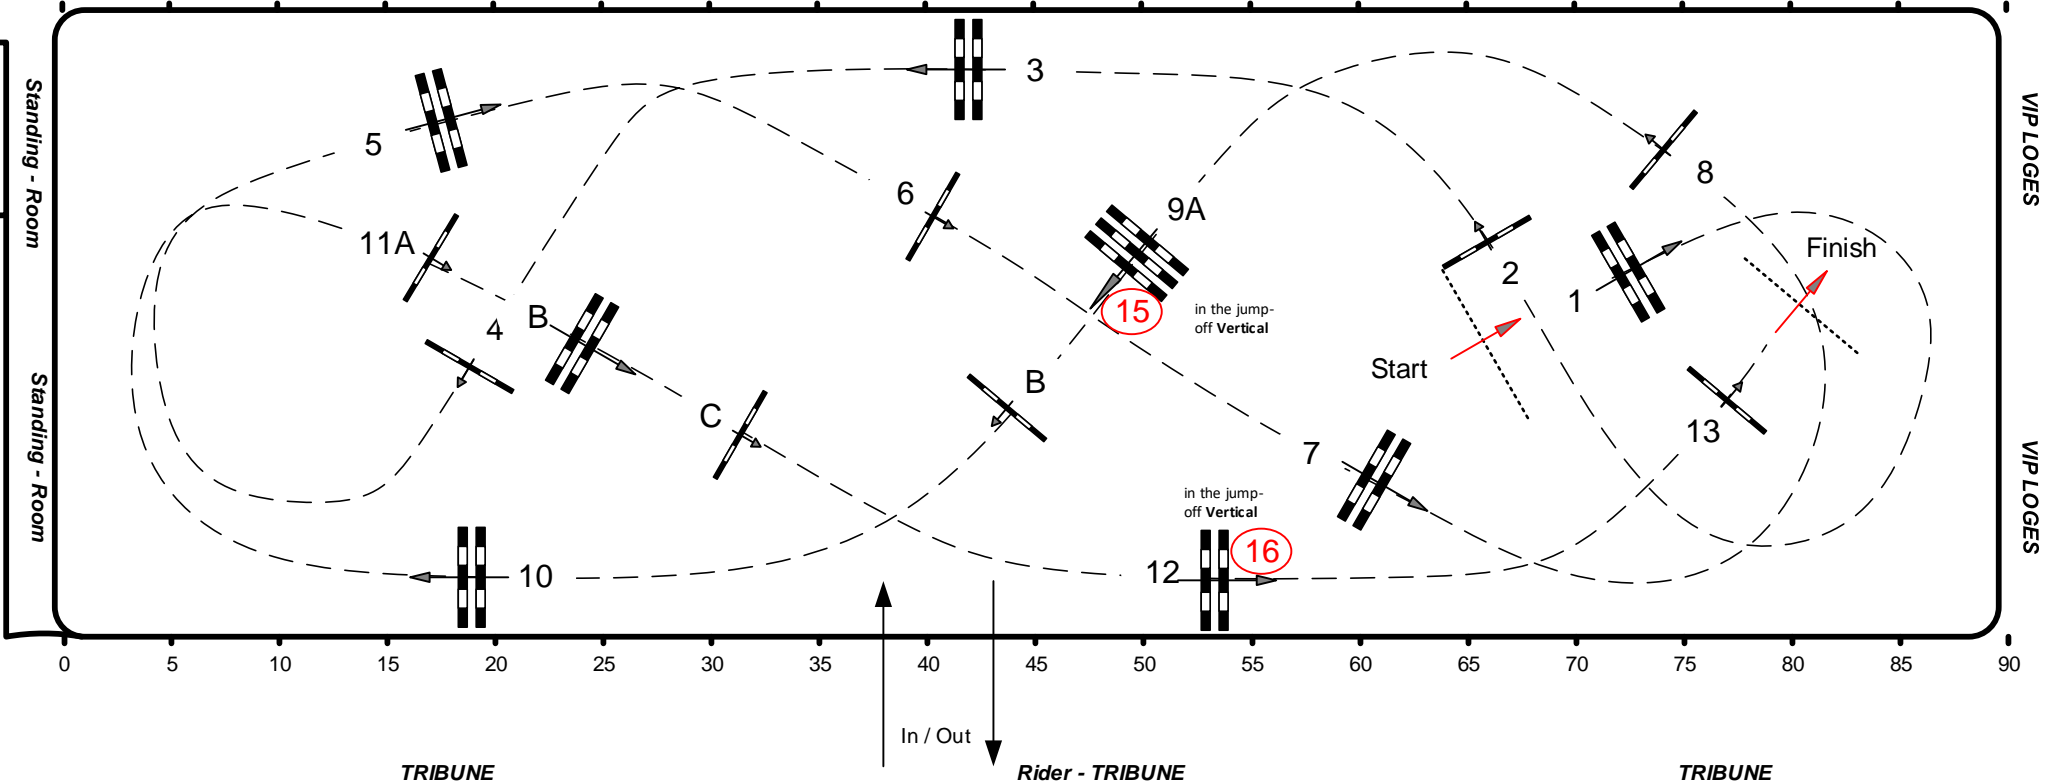 3
5
Standing - Room
VIP LOGES
6
9A
8
11A
Finish
2
1
B
15
in the jump-
off Vertical
4
Start
B
C
13
7
Standing - Room
VIP LOGES
in the jump-
off Vertical
16
10
12
0 5 10 15 20 25 30 35 40 45 50 55 60 65 70 75 80 85 90
In / Out
TRIBUNE
Rider - TRIBUNE
TRIBUNE